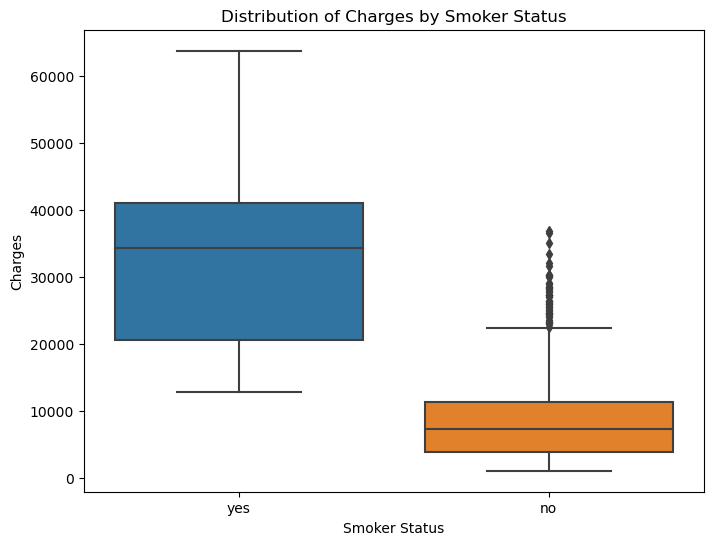 Distribution of Charges by Smoker Status
60000
50000
40000
30000
20000
10000
0
Charges
yes no
Smoker Status